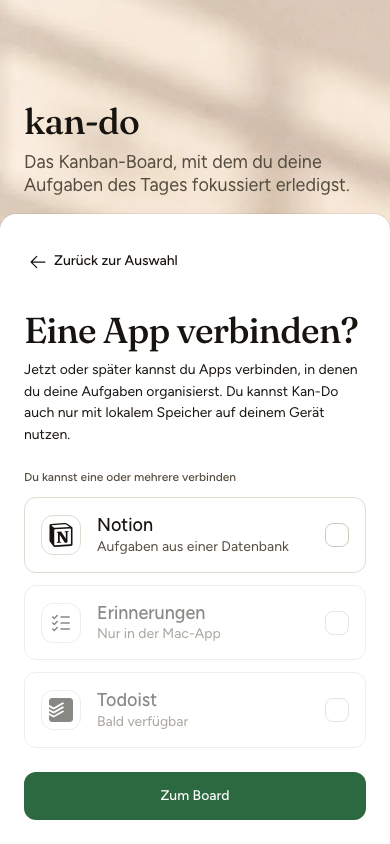 kan-do
Das Kanban-Board, mit dem du deine
Aufgaben des Tages fokussiert erledigst.
Zurück zur Auswahl
Eine App verbinden?
Jetzt oder später kannst du Apps verbinden, in denen
du deine Aufgaben organisierst. Du kannst Kan-Do
auch nur mit lokalem Speicher auf deinem Gerät
nutzen.
Du kannst eine oder mehrere verbinden
Notion
Aufgaben aus einer Datenbank
Erinnerungen
Nur in der Mac-App
Todoist
Bald verfügbar
Zum Board